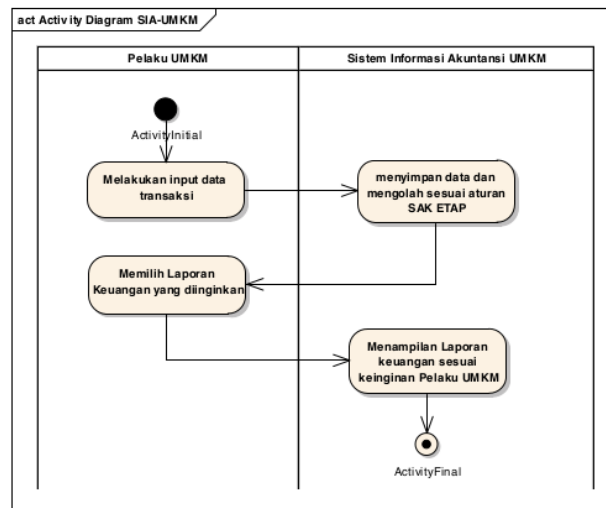 act Activity Diagram SIA-UMKM
Pelaku UMKM
Sistem Informasi Akuntansi UMKM
ActivityInitial
Melakukan input data
transaksi
menyimpan data dan
mengolah sesuai aturan
SAK ETAP
Memilih Laporan
Keuangan yang diinginkan
Menampilan Laporan
keuangan sesuai
keinginan Pelaku UMKM
ActivityFinal